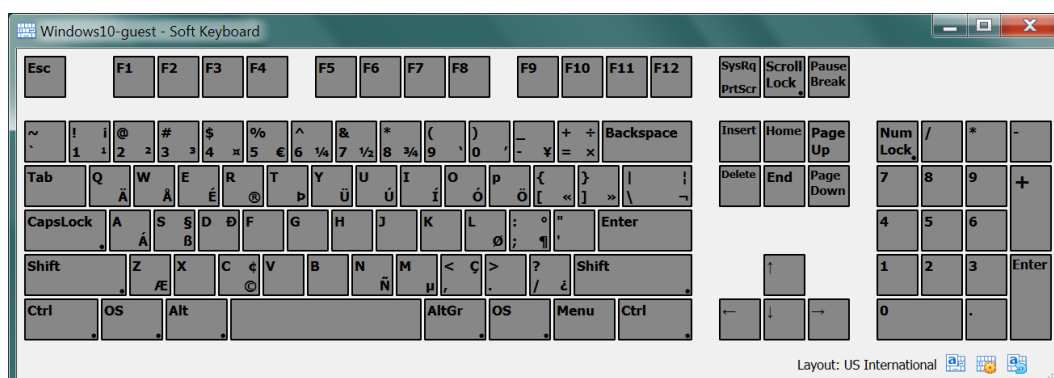 Windows10-guest - Soft Keyboard
Esc F1 F2 F3 F4 F5 F6 F7 F8 F9 F10 F11 F12 SysRq Scroll Pause
PrtScr Lock Break
~ ! ¡ @ # $ % ^ & * ( ) _ + ÷ Backspace Insert Home Page Num / * -
` 1 ¹ 2 ² 3 ³ 4 ¤ 5 € 6 ¼ 7 ½ 8 ¾ 9 ‘ 0 ’ - ¥ = × Up Lock
Tab Q W E R T Y U I O p { } | ¦ Delete End Page 7 8 9 +
Ä Å É ® Þ Ü Ú Í Ó Ö [ « ] » \ ¬ Down
CapsLock A S § D Đ F G H J K L : ° " Enter 4 5 6
Á ß Ø ; ¶ '
Shift Z X C ¢ V B N M < Ç > ? Shift ↑ 1 2 3 Enter
Æ © Ñ µ , . / ¿
Ctrl OS Alt AltGr OS Menu Ctrl ← ↓ → 0 .
Layout: US International